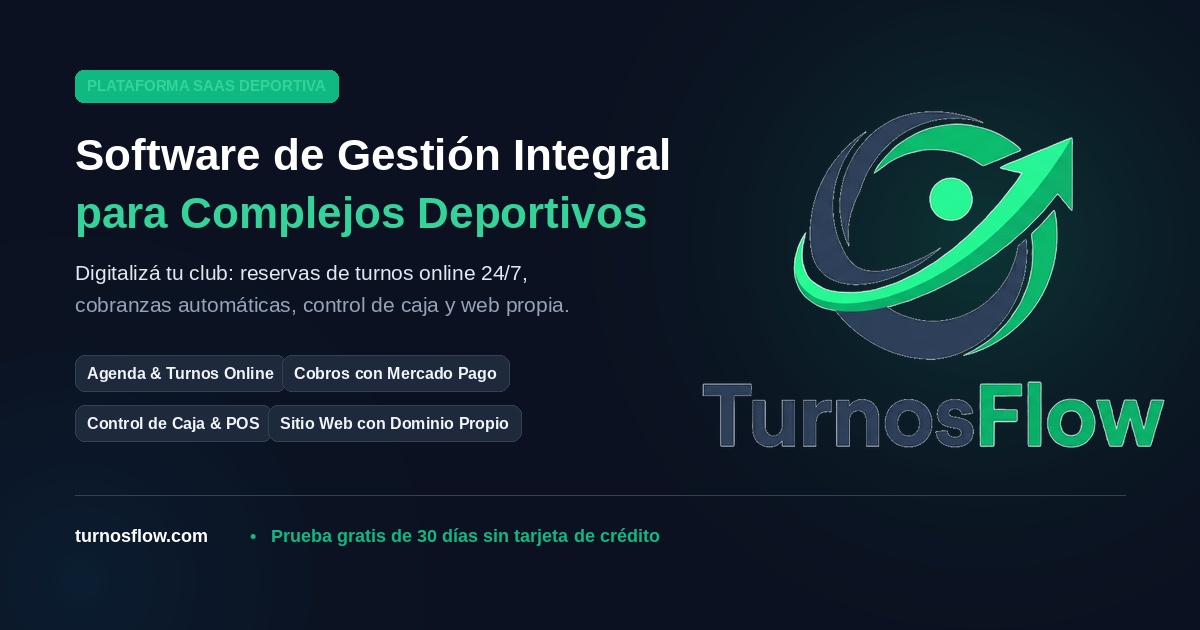 PLATAFORMA SAAS DEPORTIVA
Software de Gestión Integral
para Complejos Deportivos
Digitalizá tu club: reservas de turnos online 24/7,
cobranzas automáticas, control de caja y web propia.
Agenda & Turnos Online
Cobros con Mercado Pago
Control de Caja & POS
Sitio Web con Dominio Propio
TurnosFlow
turnosflow.com • Prueba gratis de 30 días sin tarjeta de crédito